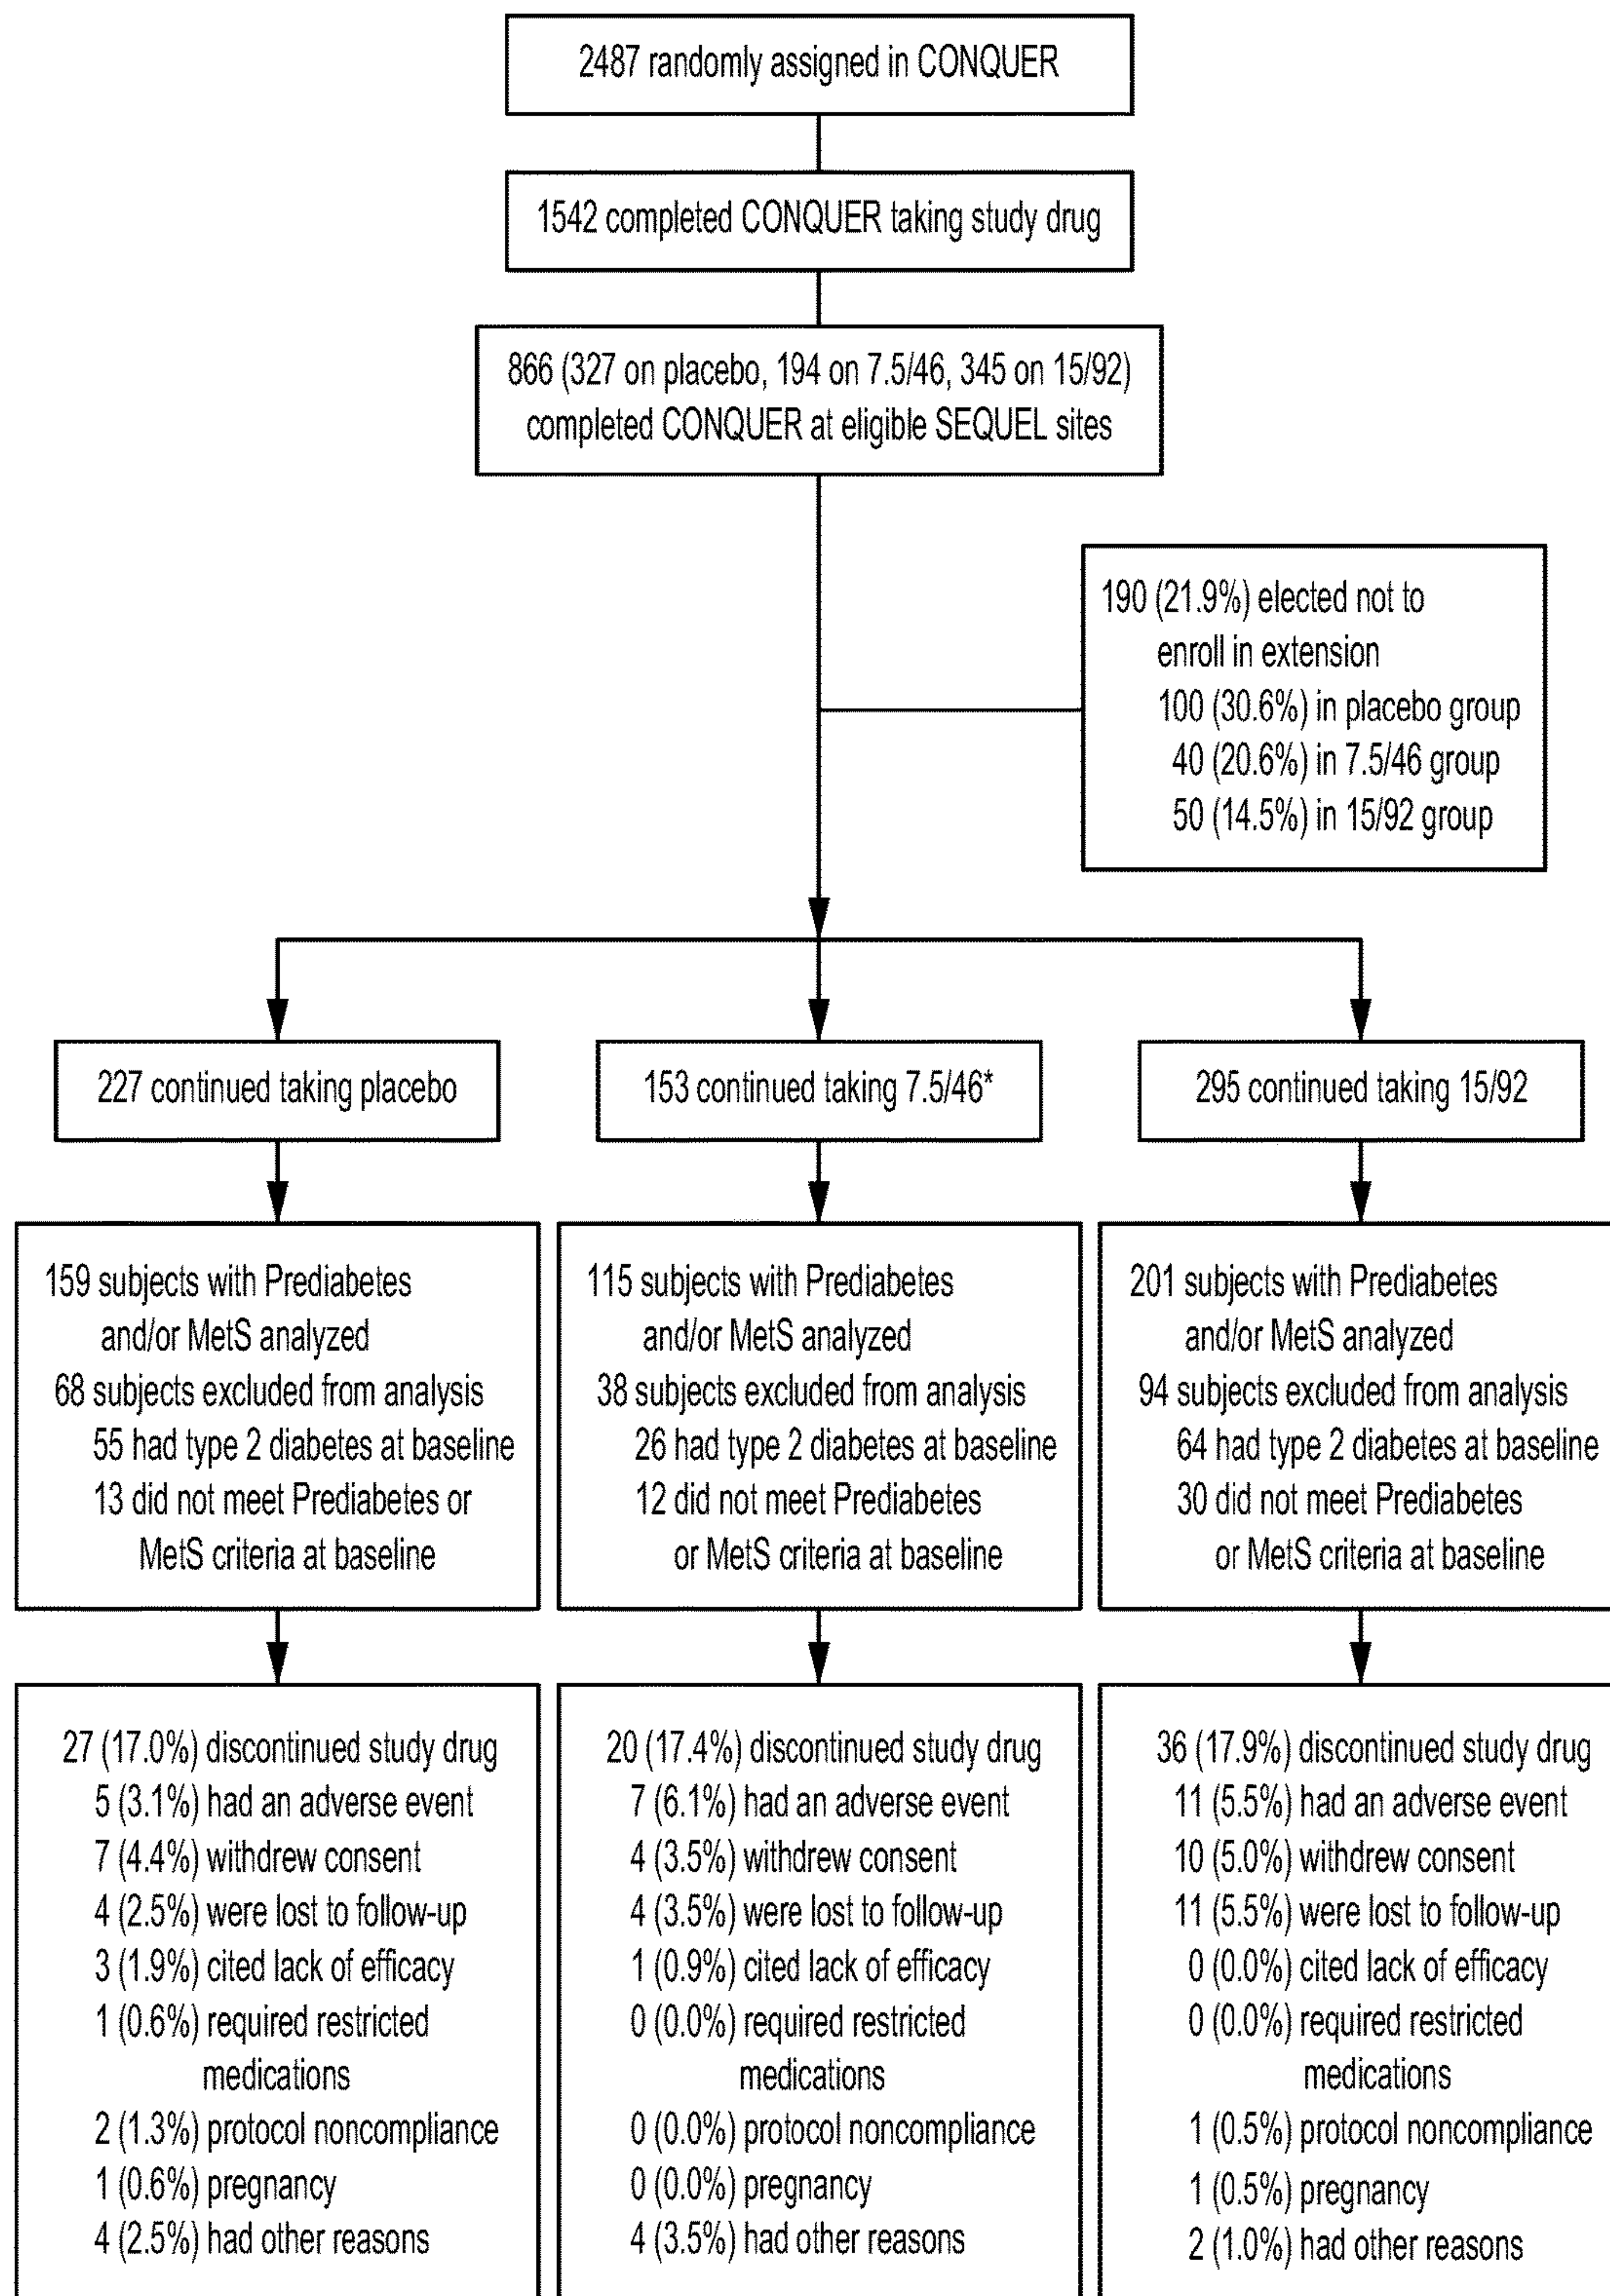 2487 randomly assigned in CONQUER
1542 completed CONQUER taking study drug
866 (327 on placebo, 194 on 7.5/46, 345 on 15/92)
completed CONQUER at eligible SEQUEL sites
190 (21.9%) elected not to
enroll in extension
100 (30.6%) in placebo group
40 (20.6%) in 7.5/46 group
50 (14.5%) in 15/92 group
227 continued taking placebo
153 continued taking 7.5/46*
295 continued taking 15/92
159 subjects with Prediabetes
and/or MetS analyzed
68 subjects excluded from analysis
55 had type 2 diabetes at baseline
13 did not meet Prediabetes or
MetS criteria at baseline
115 subjects with Prediabetes
and/or MetS analyzed
38 subjects excluded from analysis
26 had type 2 diabetes at baseline
12 did not meet Prediabetes
or MetS criteria at baseline
201 subjects with Prediabetes
and/or MetS analyzed
94 subjects excluded from analysis
64 had type 2 diabetes at baseline
30 did not meet Prediabetes
or MetS criteria at baseline
27 (17.0%) discontinued study drug
5 (3.1%) had an adverse event
7 (4.4%) withdrew consent
4 (2.5%) were lost to follow-up
3 (1.9%) cited lack of efficacy
1 (0.6%) required restricted
medications
2 (1.3%) protocol noncompliance
1 (0.6%) pregnancy
4 (2.5%) had other reasons
20 (17.4%) discontinued study drug
7 (6.1%) had an adverse event
4 (3.5%) withdrew consent
4 (3.5%) were lost to follow-up
1 (0.9%) cited lack of efficacy
0 (0.0%) required restricted
medications
0 (0.0%) protocol noncompliance
0 (0.0%) pregnancy
4 (3.5%) had other reasons
36 (17.9%) discontinued study drug
11 (5.5%) had an adverse event
10 (5.0%) withdrew consent
11 (5.5%) were lost to follow-up
0 (0.0%) cited lack of efficacy
0 (0.0%) required restricted
medications
1 (0.5%) protocol noncompliance
1 (0.5%) pregnancy
2 (1.0%) had other reasons